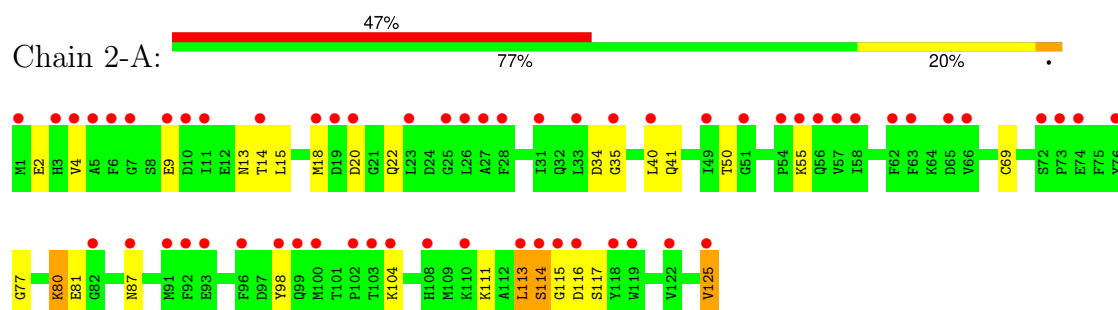 47%
Chain 2-A:
77% 20% •
M1 E2 H3 V4 A5 F6 G7 S8 E9 D10 I11 E12 N13 T14 L15 M18 D19 D20 G21 Q22 L23 D24 G25 L26 A27 F28 I31 Q32 L33 D34 G35 L40 Q41 I49 T50 G51 P54 K55 Q56 V57 I58 F62 F63 K64 D65 V66 C69 S72 P73 E74 F75 Y76
G77 K80 E81 G82 N87 M91 F92 E93 F96 D97 Y98 Q99 M100 T101 P102 T103 K104 H108 M109 K110 K111 A112 L113 S114 G115 D116 S117 Y118 W119 V122 V125